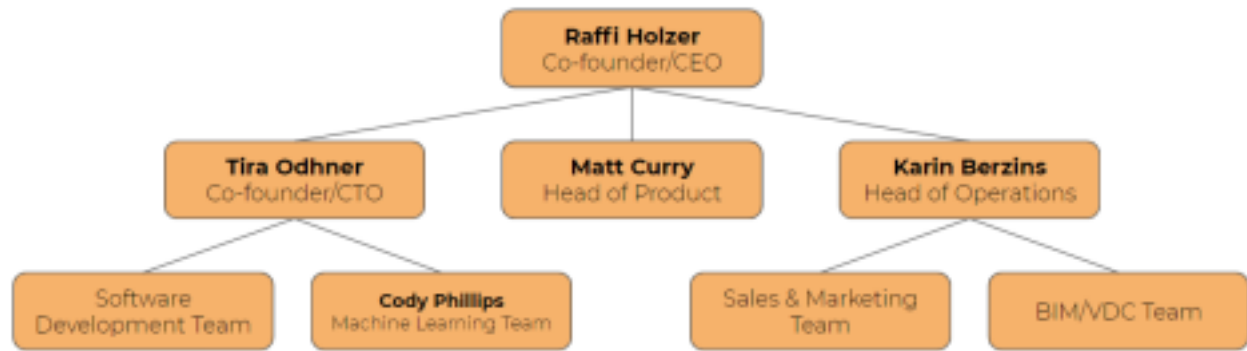 Raffi Holzer
Co-founder/CEO
Tira Odhner
Co-founder/CTO
Matt Curry
Head of Product
Karin Berzins
Head of Operations
Software
Development Team
Cody Phillips
Machine Learning Team
Sales & Marketing
Team
BIM/VDC Team